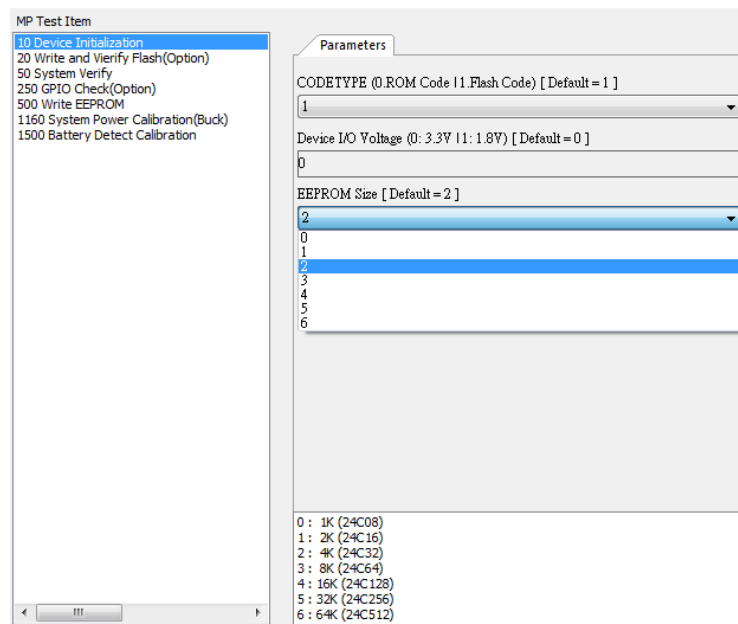 MP Test Item
10 Device Initialization
20 Write and Vierify Flash(Option)
50 System Verify
250 GPIO Check(Option)
500 Write EEPROM
1160 System Power Calibration(Buck)
1500 Battery Detect Calibration
Parameters
CODETYPE (0.ROM Code | 1.Flash Code) [ Default = 1 ]
1
Device I/O Voltage (0: 3.3V | 1: 1.8V) [ Default = 0 ]
0
EEPROM Size [ Default = 2 ]
2
0
1
2
3
4
5
6
0 : 1K (24C08)
1 : 2K (24C16)
2 : 4K (24C32)
3 : 8K (24C64)
4 : 16K (24C128)
5 : 32K (24C256)
6 : 64K (24C512)